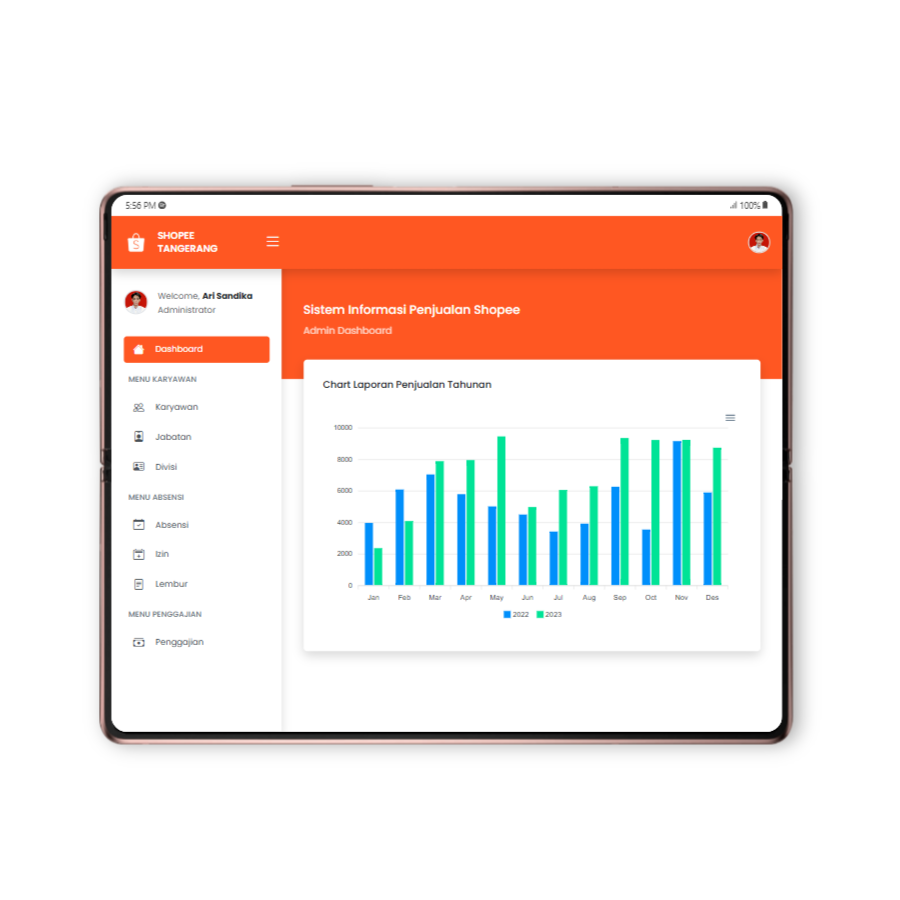 5:56 PM
100%
SHOPEE
TANGERANG
Welcome, Ari Sandika
Administrator
Dashboard
MENU KARYAWAN
Karyawan
Jabatan
Divisi
MENU ABSENSI
Absensi
Izin
Lembur
MENU PENGGAJIAN
Penggajian
Sistem Informasi Penjualan Shopee
Admin Dashboard
Chart Laporan Penjualan Tahunan
10000
8000
6000
4000
2000
0
Jan Feb Mar Apr May Jun Jul Aug Sep Oct Nov Des
2022 2023